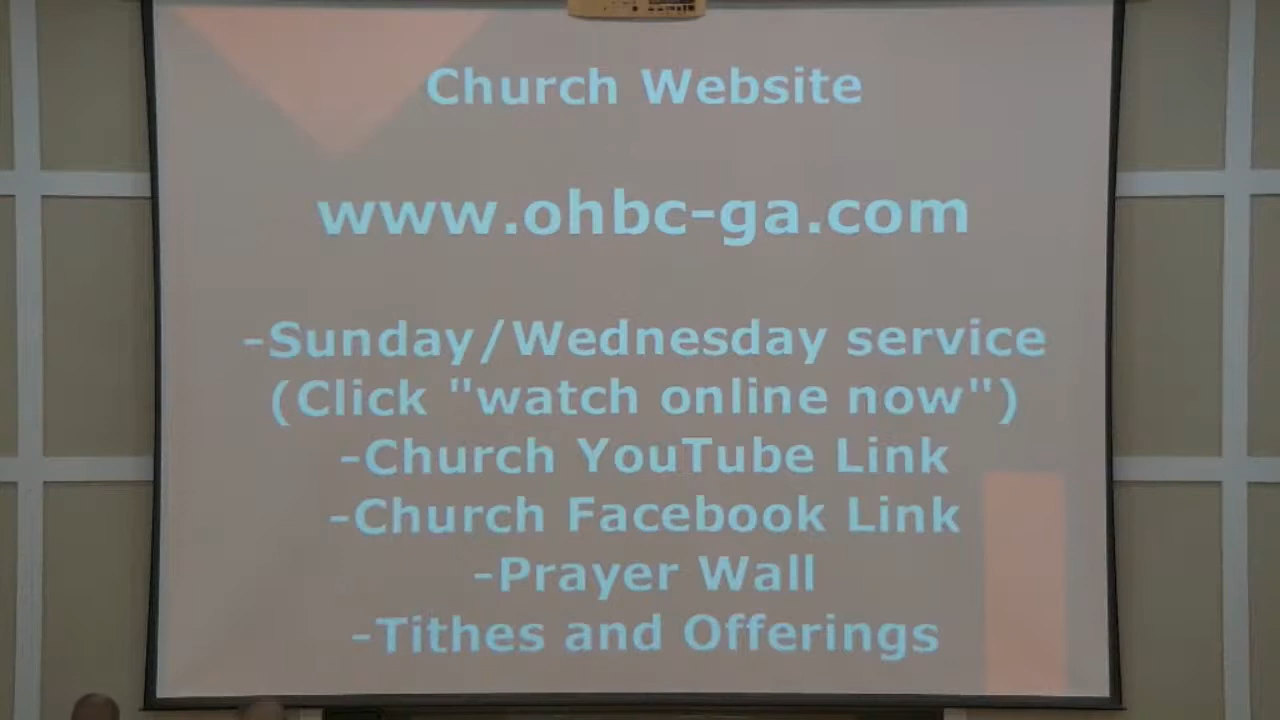 Church Website
www.ohbc-ga.com
-Sunday/Wednesday service
(Click "watch online now")
-Church YouTube Link
-Church Facebook Link
-Prayer Wall
-Tithes and Offerings